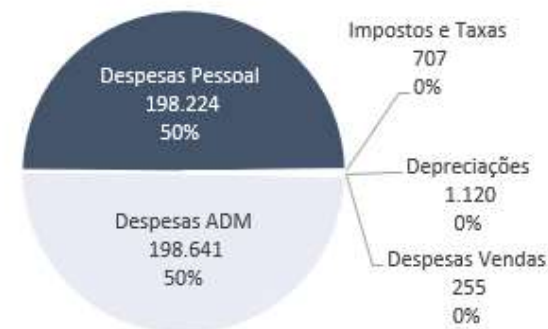 Impostos e Taxas
707
0%
Despesas Pessoal
198.224
50%
Depreciações
1.120
0%
Despesas ADM
198.641
50%
Despesas Vendas
255
0%